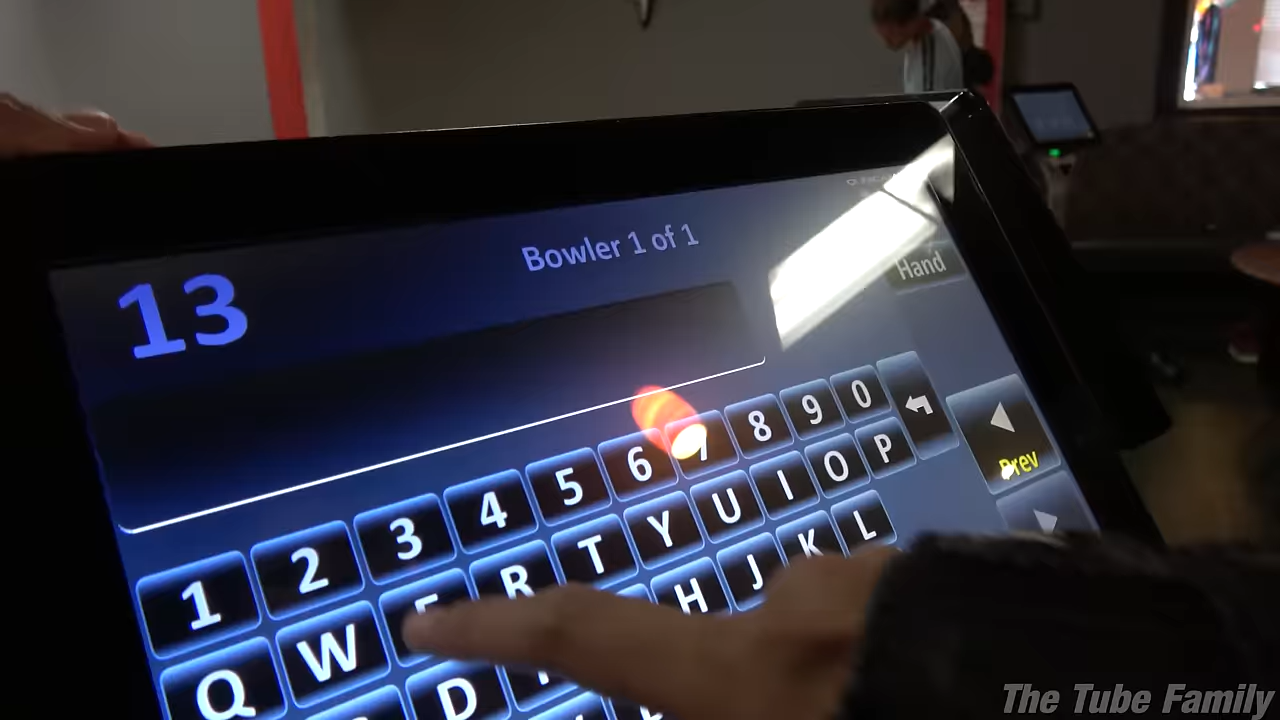 13
Bowler 1 of 1
Hand
1 2 3 4 5 6 7 8 9 0
Q W E R T Y U I O P
D H J K L
Prev
The Tube Family